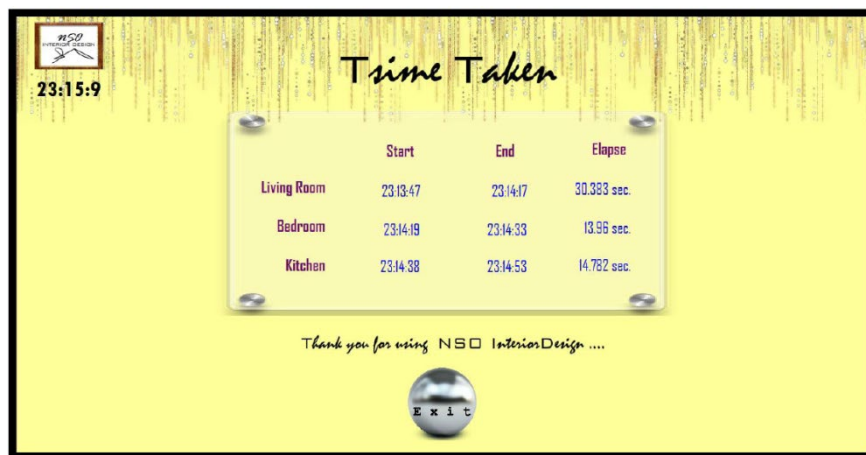 NSO
INTERIOR DESIGN
23:15:9
Tsime Taken
Start End Elapse
Living Room 23:13:47 23:14:17 30.383 sec.
Bedroom 23:14:19 23:14:33 13.96 sec.
Kitchen 23:14:38 23:14:53 14.782 sec.
Thank you for using NSO InteriorDesign ....
Exit